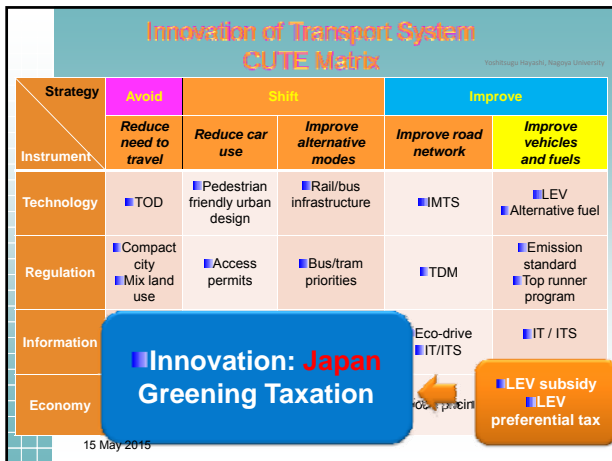 Innovation of Transport System
CUTE Matrix
Yoshitsugu Hayashi, Nagoya University
Strategy
Instrument
Avoid
Shift
Improve
Reduce
need to
travel
Reduce car
use
Improve
alternative
modes
Improve road
network
Improve
vehicles
and fuels
Technology
TOD
Pedestrian
friendly urban
design
Rail/bus
infrastructure
IMTS
LEV
Alternative fuel
Regulation
Compact
city
Mix land
use
Access
permits
Bus/tram
priorities
TDM
Emission
standard
Top runner
program
Information
Eco-drive
IT/ITS
IT / ITS
Economy
Innovation: Japan
Greening Taxation
LEV subsidy
LEV
preferential tax
15 May 2015